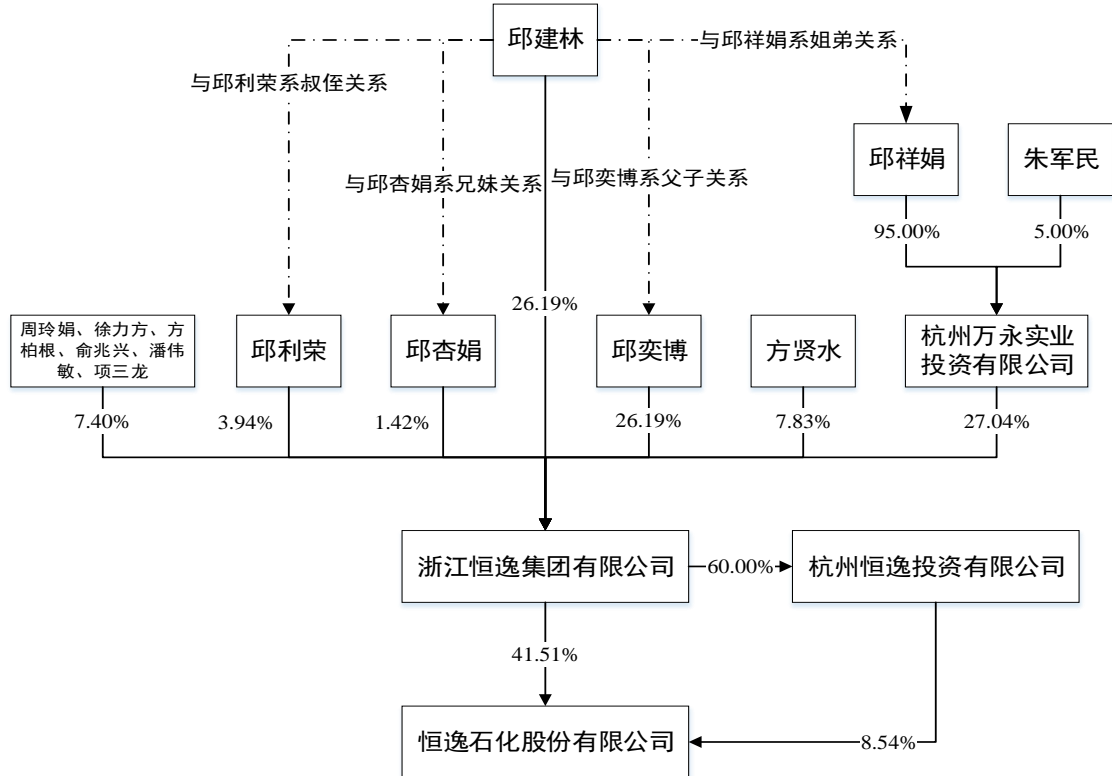 邱建林
与邱祥娟系姐弟关系
与邱利荣系叔侄关系
邱祥娟
朱军民
与邱杏娟系兄妹关系
与邱奕博系父子关系
95.00%
5.00%
26.19%
周玲娟、徐力方、方
柏根、俞兆兴、潘伟
敏、项三龙
邱利荣
邱杏娟
邱奕博
方贤水
杭州万永实业
投资有限公司
7.40%
3.94%
1.42%
26.19%
7.83%
27.04%
浙江恒逸集团有限公司
60.00%
杭州恒逸投资有限公司
41.51%
恒逸石化股份有限公司
8.54%